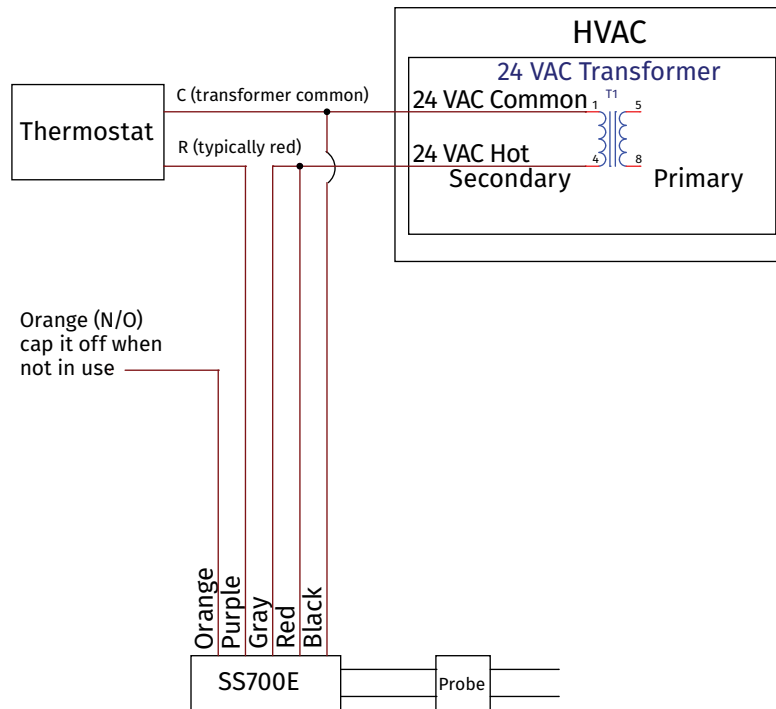 HVAC
24 VAC Transformer
T1
C (transformer common)
24 VAC Common
1
5
Thermostat
R (typically red)
24 VAC Hot
4
8
Secondary
Primary
Orange (N/O)
cap it off when
not in use
Orange
Purple
Gray
Red
Black
SS700E
Probe